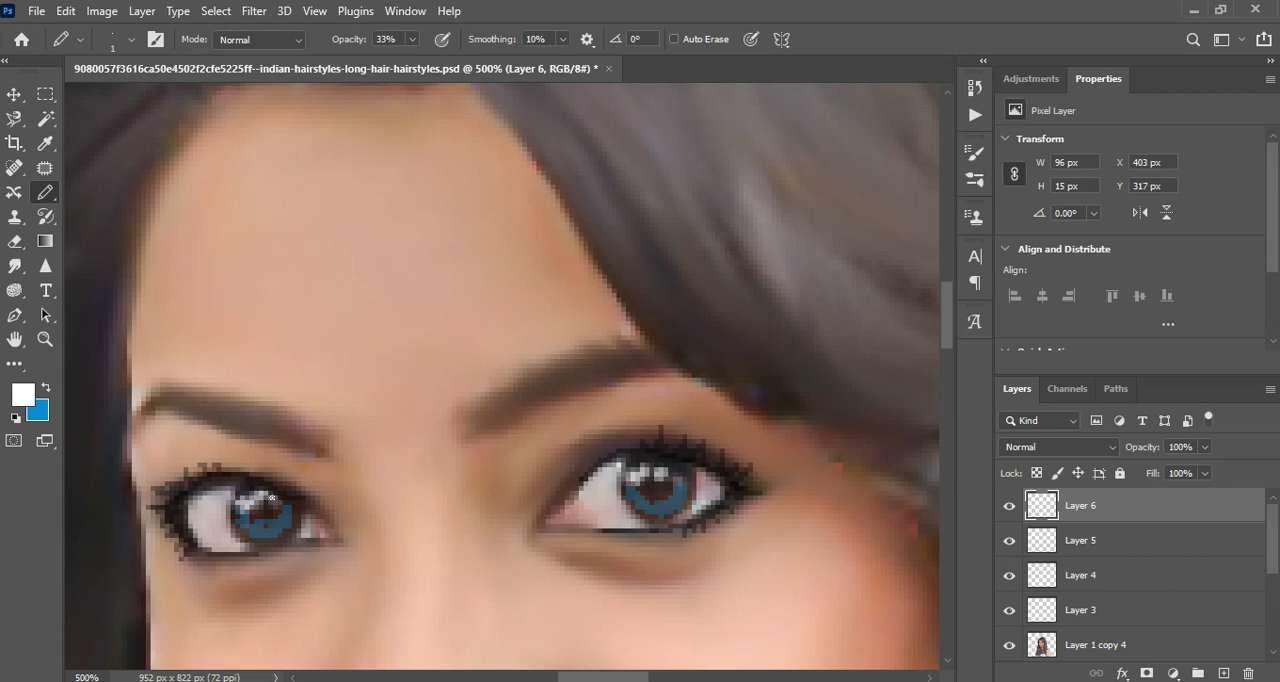 Ps File Edit Image Layer Type Select Filter 3D View Plugins Window Help
1 Mode: Normal Opacity: 33% Smoothing: 10% 0° Auto Erase
9080057f3616ca50e4502f2cfe5225ff--indian-hairstyles-long-hair-hairstyles.psd @ 500% (Layer 6, RGB/8#) *
Adjustments Properties
Pixel Layer
Transform
W 96 px X 403 px
H 15 px Y 317 px
0.00°
Align and Distribute
Align:
Layers Channels Paths
Kind
Normal Opacity: 100%
Lock: Fill: 100%
Layer 6
Layer 5
Layer 4
Layer 3
Layer 1 copy 4
500% 952 px x 822 px (72 ppi)